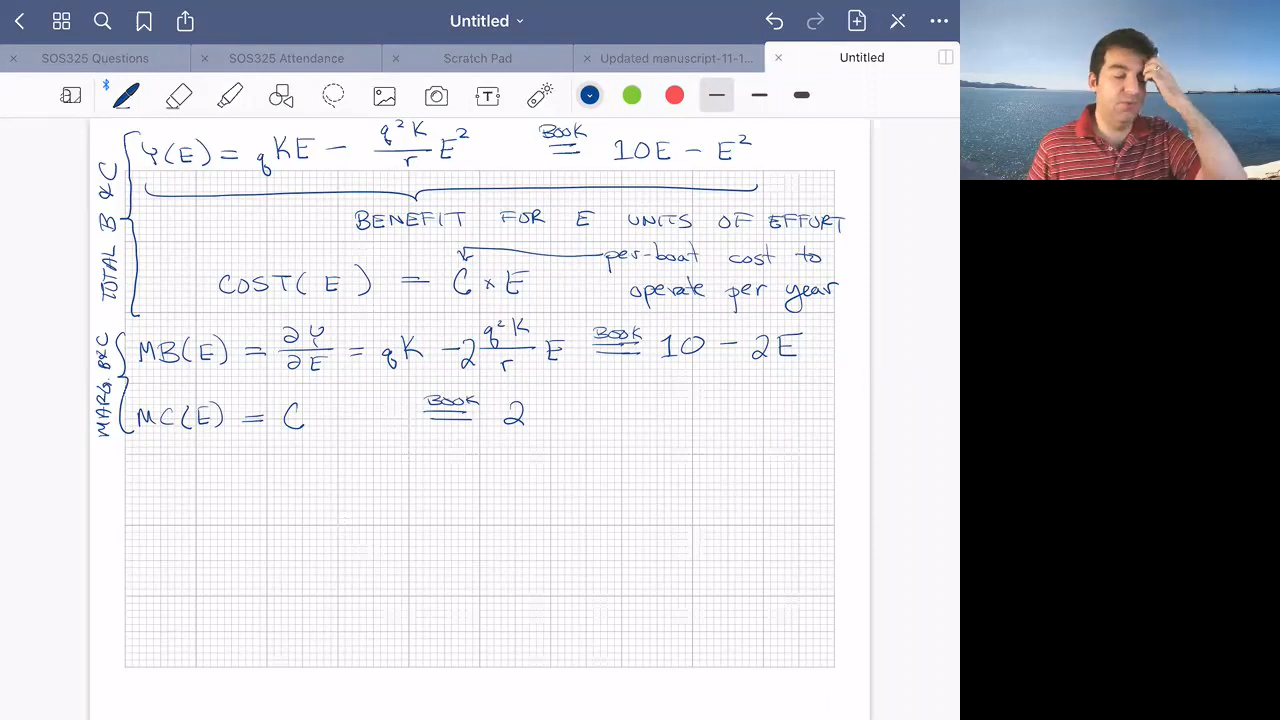 Untitled
SOS325 Questions
SOS325 Attendance
Scratch Pad
Updated manuscript-11-1...
Untitled
TOTAL B&C
Y(E) = qKE − q²K/r E² =BOOK= 10E − E²
BENEFIT FOR E UNITS OF EFFORT
COST(E) = C × E
per-boat cost to
operate per year
MARG. B&C
MB(E) = ∂Y/∂E = qK − 2 q²K/r E =BOOK= 10 − 2E
MC(E) = C =BOOK= 2